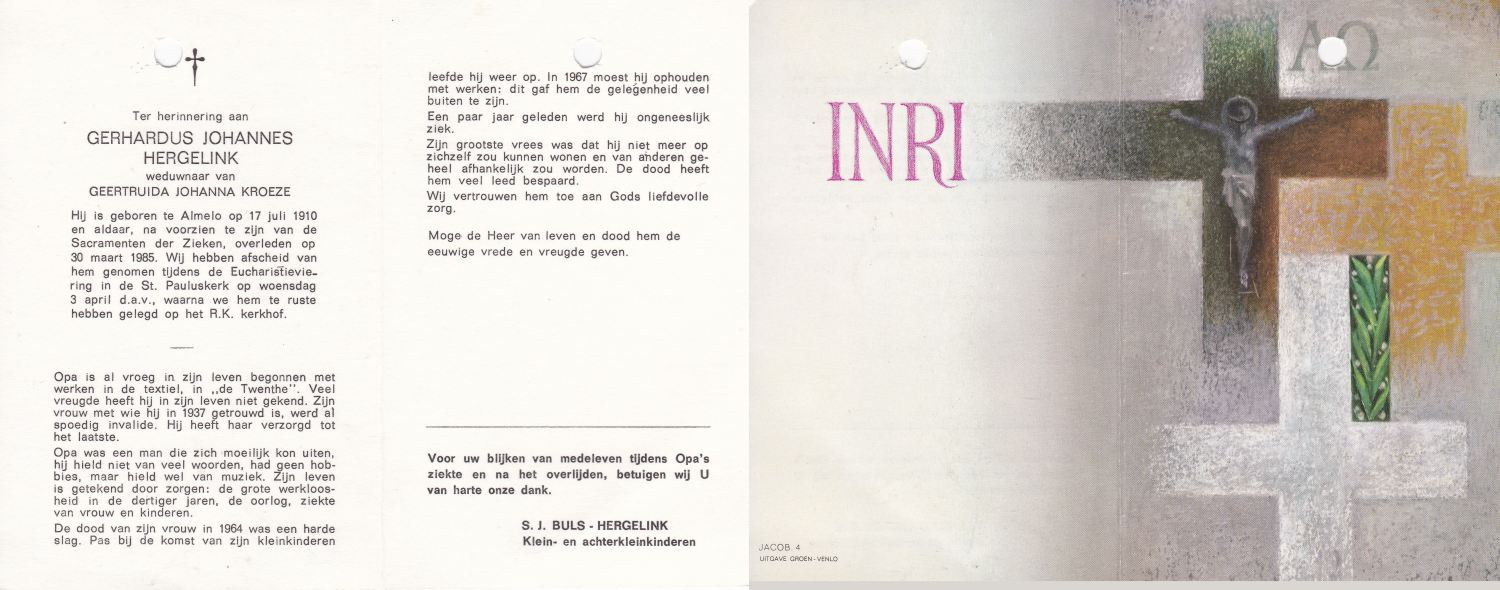 Ter herinnering aan
GERHARDUS JOHANNES
HERGELINK
weduwnaar van
GEERTRUIDA JOHANNA KROEZE
Hij is geboren te Almelo op 17 juli 1910
en aldaar, na voorzien te zijn van de
Sacramenten der Zieken, overleden op
30 maart 1985. Wij hebben afscheid van
hem genomen tijdens de Eucharistievie-
ring in de St. Pauluskerk op woensdag
3 april d.a.v., waarna we hem te ruste
hebben gelegd op het R.K. kerkhof.
Opa is al vroeg in zijn leven begonnen met
werken in de textiel, in „de Twenthe". Veel
vreugde heeft hij in zijn leven niet gekend. Zijn
vrouw met wie hij in 1937 getrouwd is, werd al
spoedig invalide. Hij heeft haar verzorgd tot
het laatste.
Opa was een man die zich moeilijk kon uiten,
hij hield niet van veel woorden, had geen hob-
bies, maar hield wel van muziek. Zijn leven
is getekend door zorgen: de grote werkloos-
heid in de dertiger jaren, de oorlog, ziekte
van vrouw en kinderen.
De dood van zijn vrouw in 1964 was een harde
slag. Pas bij de komst van zijn kleinkinderen
leefde hij weer op. In 1967 moest hij ophouden
met werken: dit gaf hem de gelegenheid veel
buiten te zijn.
Een paar jaar geleden werd hij ongeneeslijk
ziek.
Zijn grootste vrees was dat hij niet meer op
zichzelf zou kunnen wonen en van anderen ge-
heel afhankelijk zou worden. De dood heeft
hem veel leed bespaard.
Wij vertrouwen hem toe aan Gods liefdevolle
zorg.
Moge de Heer van leven en dood hem de
eeuwige vrede en vreugde geven.
Voor uw blijken van medeleven tijdens Opa's
ziekte en na het overlijden, betuigen wij U
van harte onze dank.
S. J. BULS - HERGELINK
Klein- en achterkleinkinderen
INRI
ΑΩ
JACOB. 4
UITGAVE GROEN-VENLO